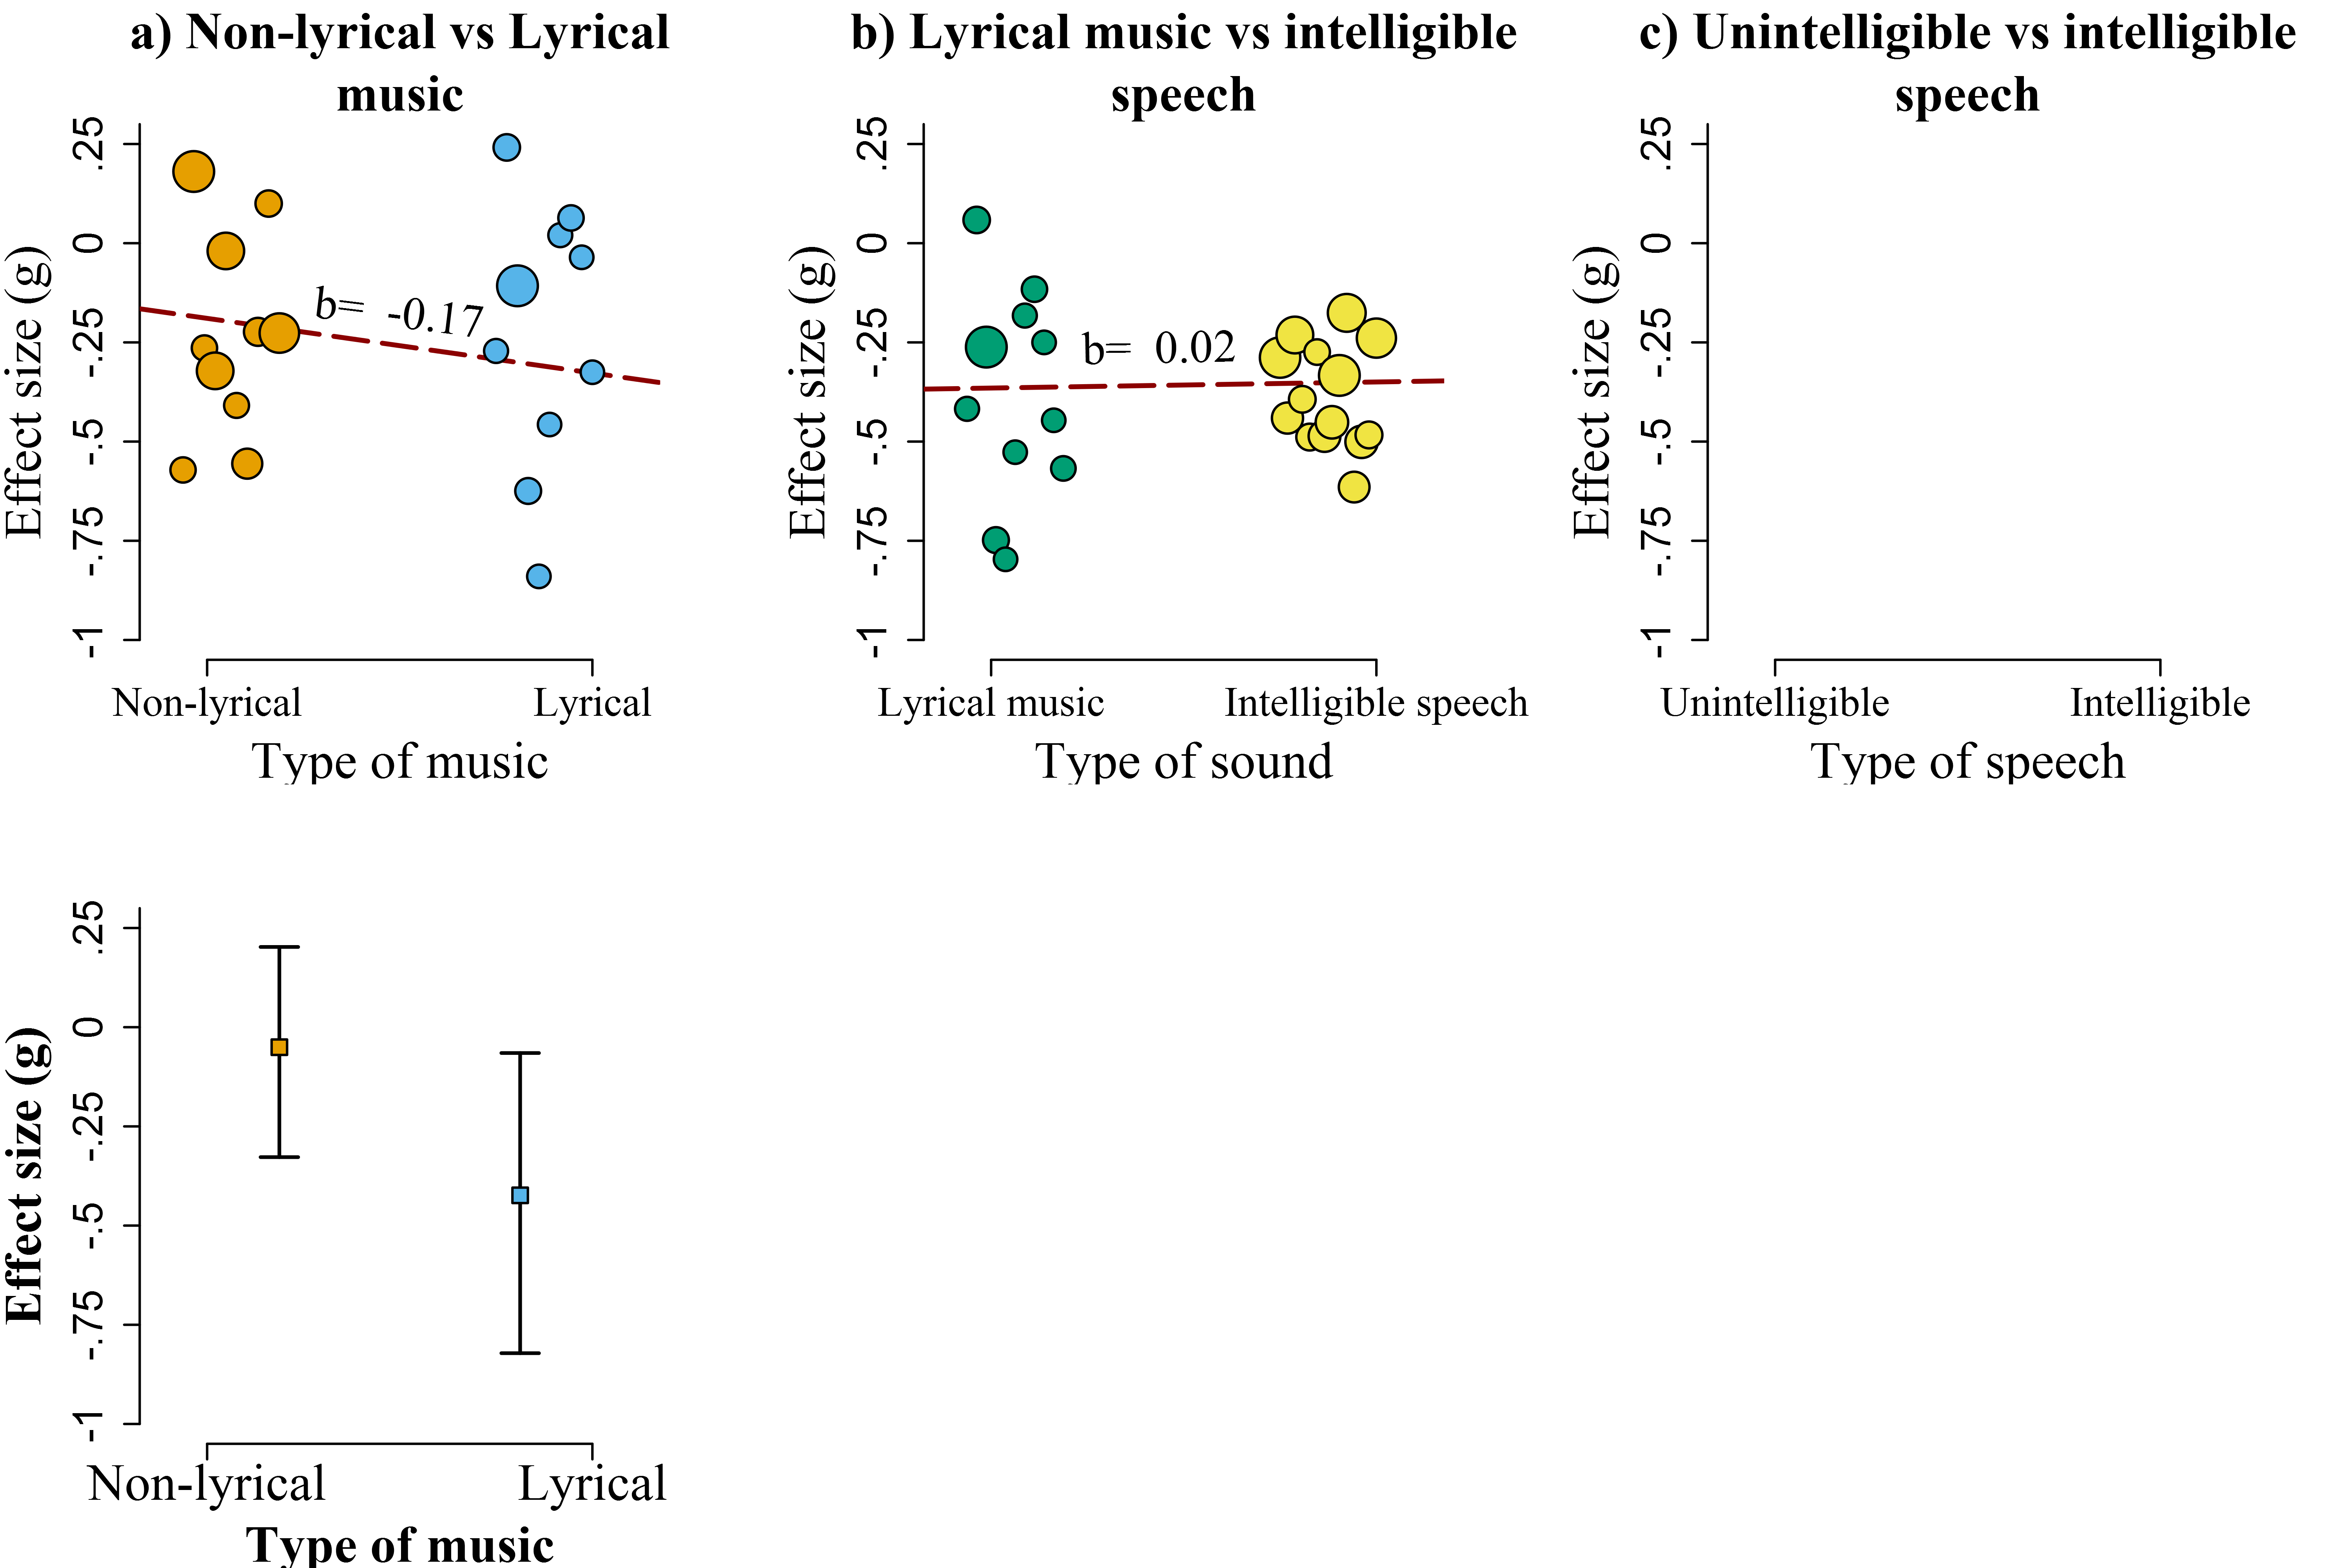 a) Non-lyrical vs Lyrical
music
b) Lyrical music vs intelligible
speech
c) Unintelligible vs intelligible
speech
Effect size (g)
.25
0
-.25
-.5
-.75
-1
b= -0.17
Non-lyrical
Lyrical
Type of music
Effect size (g)
.25
0
-.25
-.5
-.75
-1
b= 0.02
Lyrical music
Intelligible speech
Type of sound
Effect size (g)
.25
0
-.25
-.5
-.75
-1
Unintelligible
Intelligible
Type of speech
Effect size (g)
.25
0
-.25
-.5
-.75
-1
Non-lyrical
Lyrical
Type of music